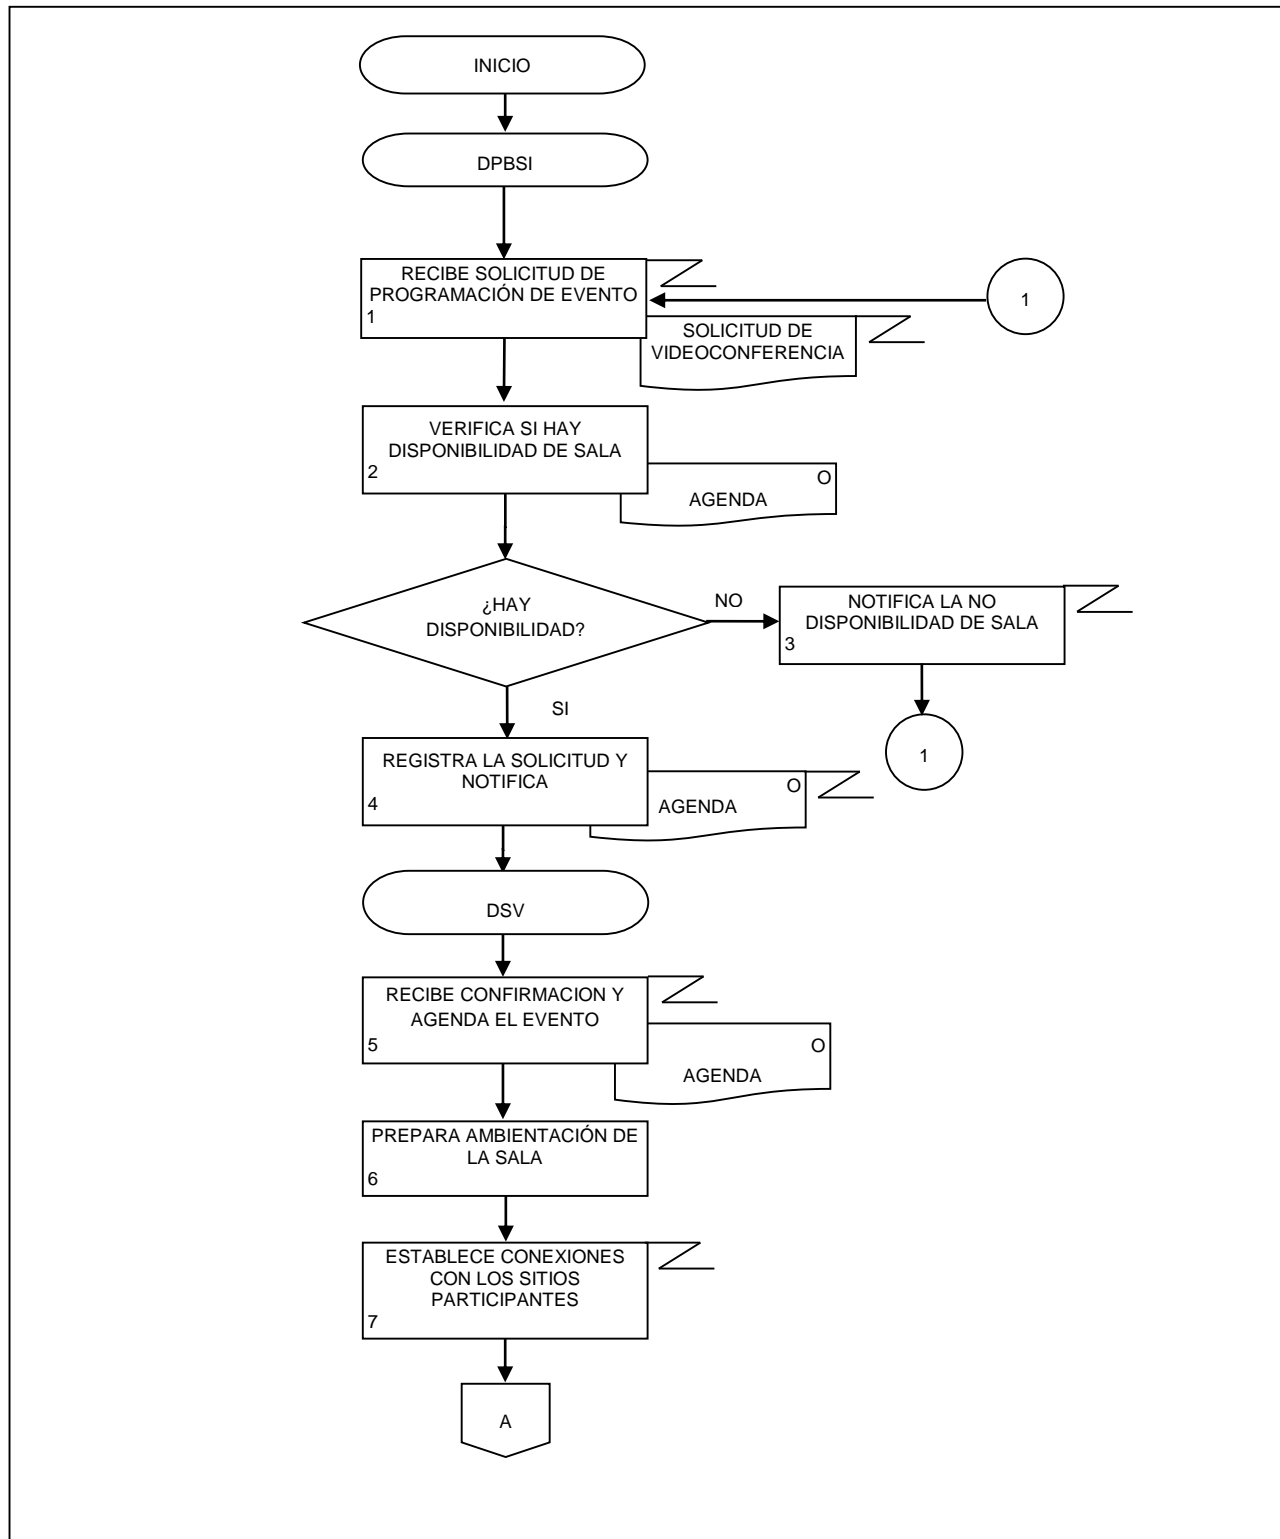 INICIO
DPBSI
RECIBE SOLICITUD DE
PROGRAMACIÓN DE EVENTO
1
1
SOLICITUD DE
VIDEOCONFERENCIA
VERIFICA SI HAY
DISPONIBILIDAD DE SALA
2
O
AGENDA
¿HAY
DISPONIBILIDAD?
NO
NOTIFICA LA NO
DISPONIBILIDAD DE SALA
3
SI
1
REGISTRA LA SOLICITUD Y
NOTIFICA
4
O
AGENDA
DSV
RECIBE CONFIRMACION Y
AGENDA EL EVENTO
5
O
AGENDA
PREPARA AMBIENTACIÓN DE
LA SALA
6
ESTABLECE CONEXIONES
CON LOS SITIOS
PARTICIPANTES
7
A